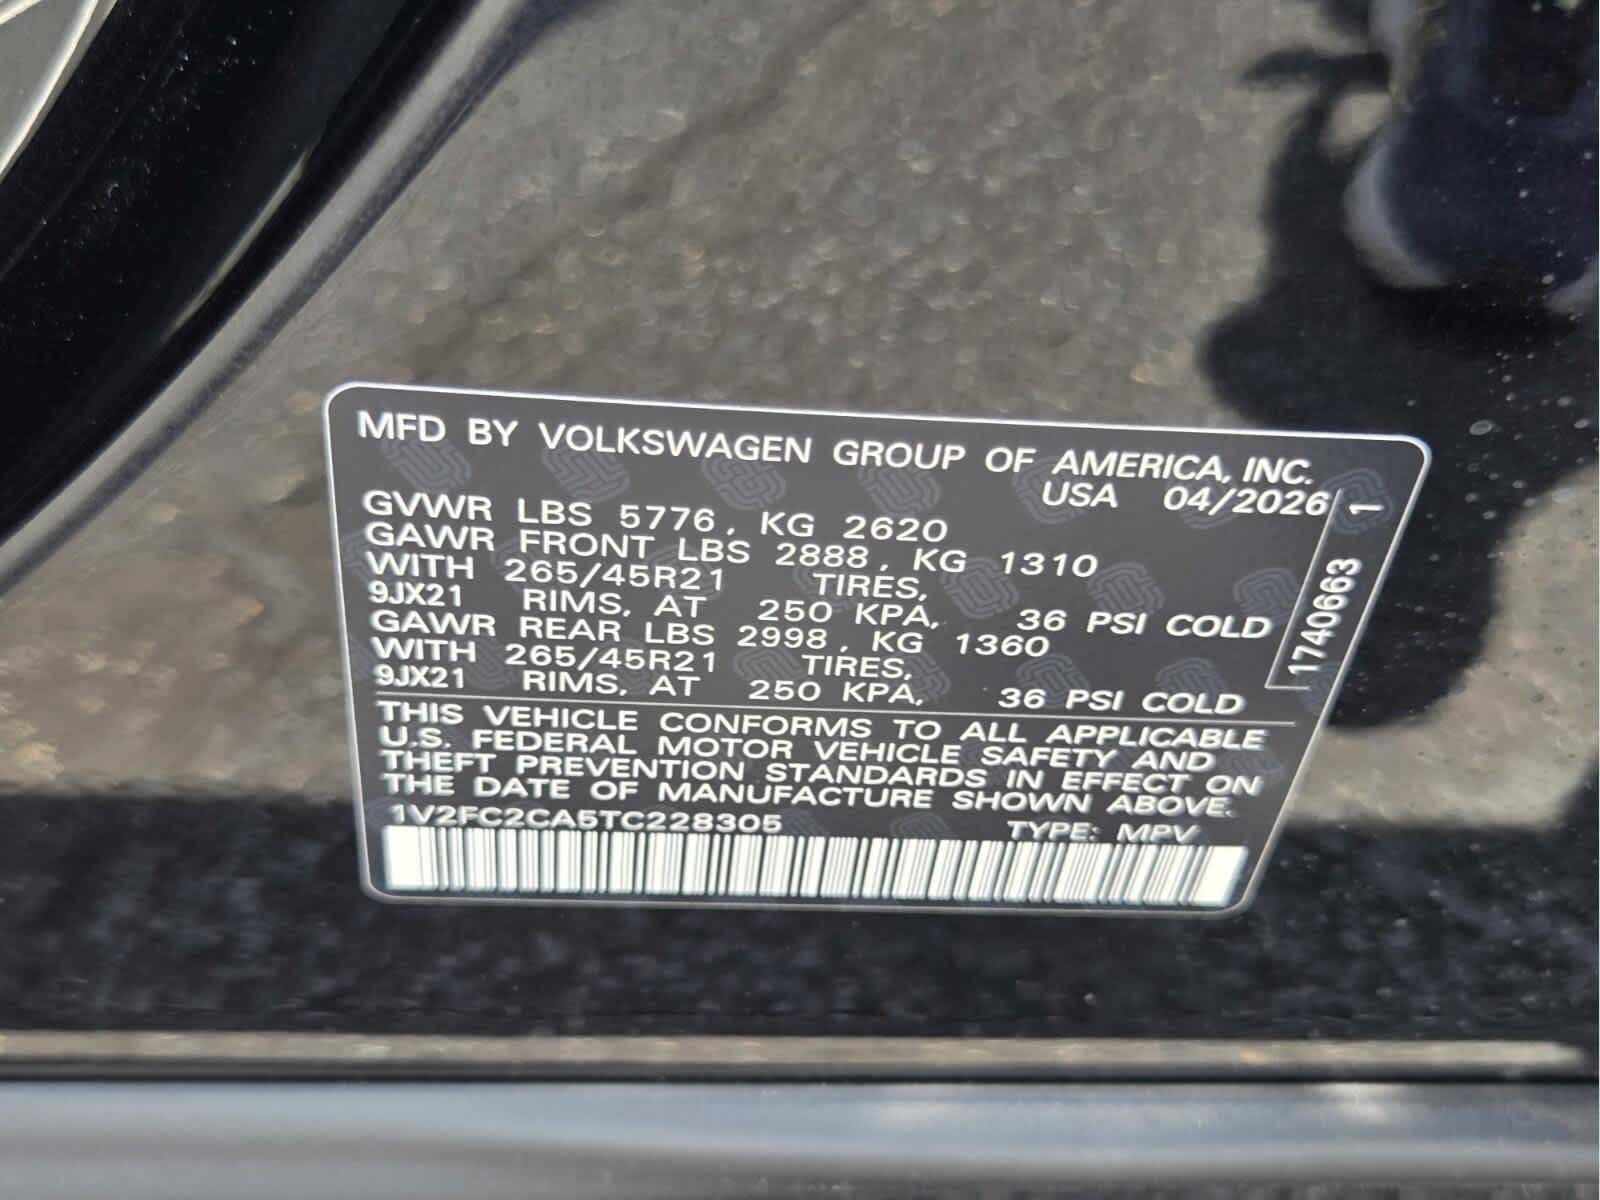 MFD BY VOLKSWAGEN GROUP OF AMERICA, INC.
USA 04/2026
GVWR LBS 5776, KG 2620
GAWR FRONT LBS 2888, KG 1310
WITH 265/45R21 TIRES,
9JX21 RIMS, AT 250 KPA, 36 PSI COLD
GAWR REAR LBS 2998, KG 1360
WITH 265/45R21 TIRES,
9JX21 RIMS, AT 250 KPA, 36 PSI COLD
1740663 1
THIS VEHICLE CONFORMS TO ALL APPLICABLE
U.S. FEDERAL MOTOR VEHICLE SAFETY AND
THEFT PREVENTION STANDARDS IN EFFECT ON
THE DATE OF MANUFACTURE SHOWN ABOVE.
1V2FC2CA5TC228305 TYPE: MPV